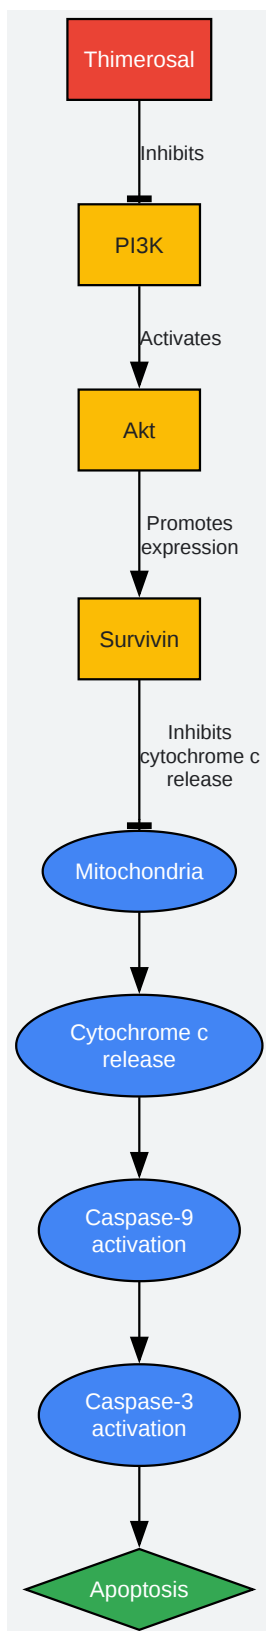 Thimerosal
Inhibits
PI3K
Activates
Akt
Promotes
expression
Survivin
Inhibits
cytochrome c
release
Mitochondria
Cytochrome c
release
Caspase-9
activation
Caspase-3
activation
Apoptosis